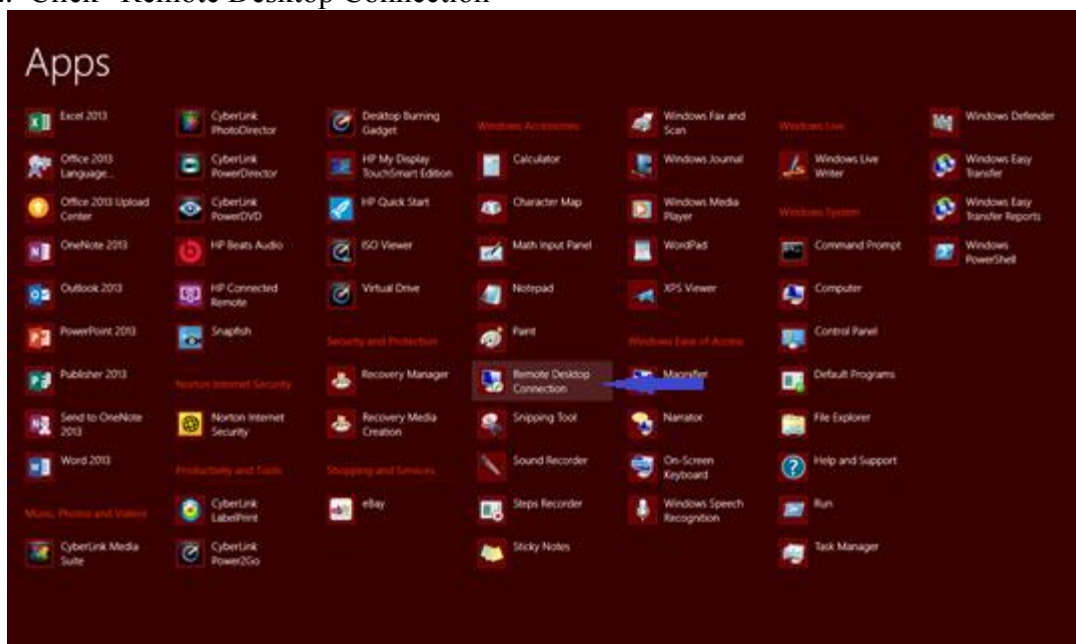 Click "Remote Desktop Connection"
Apps
Excel 2013
Office 2013
Language...
Office 2013 Upload
Center
OneNote 2013
Outlook 2013
PowerPoint 2013
Publisher 2013
Send to OneNote
2013
Word 2013
Music, Photos and Videos
CyberLink Media
Suite
CyberLink
PhotoDirector
CyberLink
PowerDirector
CyberLink
PowerDVD
HP Beats Audio
HP Connected
Remote
Snapfish
Norton Internet Security
Norton Internet
Security
Productivity and Tools
CyberLink
LabelPrint
CyberLink
Power2Go
Desktop Burning
Gadget
HP My Display
TouchSmart Edition
HP Quick Start
ISO Viewer
Virtual Drive
Security and Protection
Recovery Manager
Recovery Media
Creation
Shopping and Services
eBay
Windows Accessories
Calculator
Character Map
Math Input Panel
Notepad
Paint
Remote Desktop
Connection
Snipping Tool
Sound Recorder
Steps Recorder
Sticky Notes
Windows Fax and
Scan
Windows Journal
Windows Media
Player
WordPad
XPS Viewer
Windows Ease of Access
Magnifier
Narrator
On-Screen
Keyboard
Windows Speech
Recognition
Windows Live
Windows Live
Writer
Windows System
Command Prompt
Computer
Control Panel
Default Programs
File Explorer
Help and Support
Run
Task Manager
Windows Defender
Windows Easy
Transfer
Windows Easy
Transfer Reports
Windows
PowerShell